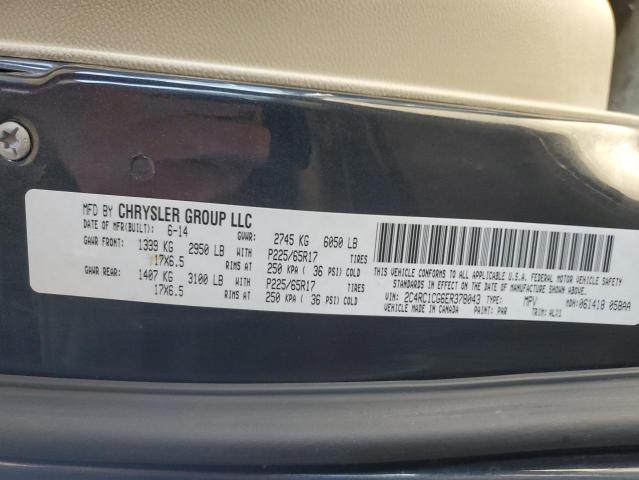 MFD BY CHRYSLER GROUP LLC
DATE OF MFR(BUILT): 6-14 GVWR: 2745 KG 6050 LB
GAWR FRONT: 1339 KG 2950 LB WITH P225/65R17 TIRES
17X6.5 RIMS AT 250 KPA ( 36 PSI) COLD
GAWR REAR: 1407 KG 3100 LB WITH P225/65R17 TIRES
17X6.5 RIMS AT 250 KPA ( 36 PSI) COLD
THIS VEHICLE CONFORMS TO ALL APPLICABLE U.S.A. FEDERAL MOTOR VEHICLE SAFETY
STANDARDS IN EFFECT ON THE DATE OF MANUFACTURE SHOWN ABOVE.
VIN: 2C4RC1CG6ER378043 TYPE: MPV MDH: 061418 058AA
VEHICLE MADE IN CANADA PAINT: PAR TRIM: